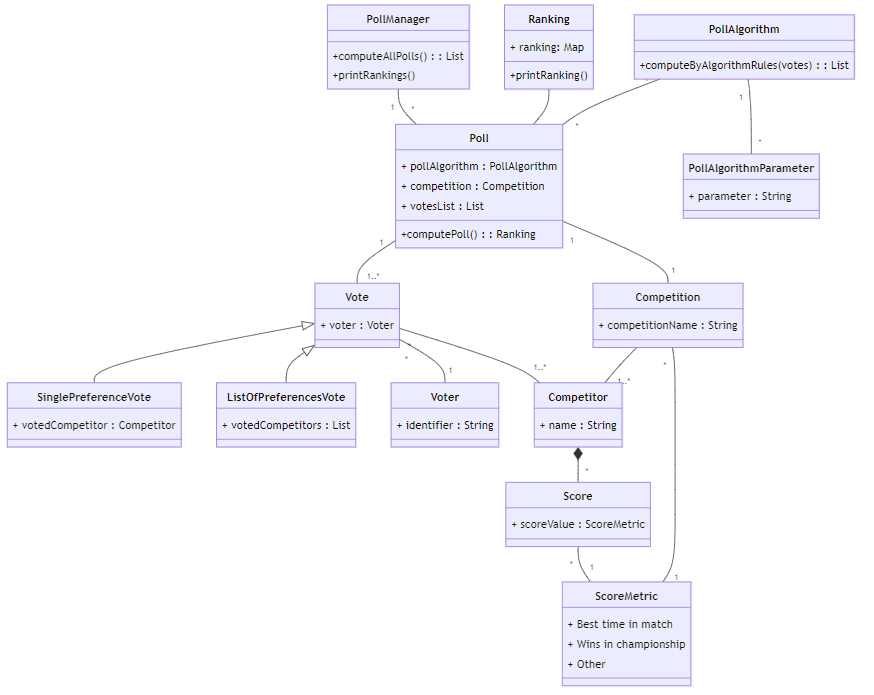 PollManager
+computeAllPolls() : : List
+printRankings()
Ranking
+ ranking: Map
+printRanking()
PollAlgorithm
+computeByAlgorithmRules(votes) : : List
1
*
*
1
*
Poll
+ pollAlgorithm : PollAlgorithm
+ competition : Competition
+ votesList : List
+computePoll() : : Ranking
PollAlgorithmParameter
+ parameter : String
1
1..*
1
1
Vote
+ voter : Voter
Competition
+ competitionName : String
*
1
1..*
1..*
*
SinglePreferenceVote
+ votedCompetitor : Competitor
ListOfPreferencesVote
+ votedCompetitors : List
Voter
+ identifier : String
Competitor
+ name : String
*
Score
+ scoreValue : ScoreMetric
*
1
1
ScoreMetric
+ Best time in match
+ Wins in championship
+ Other